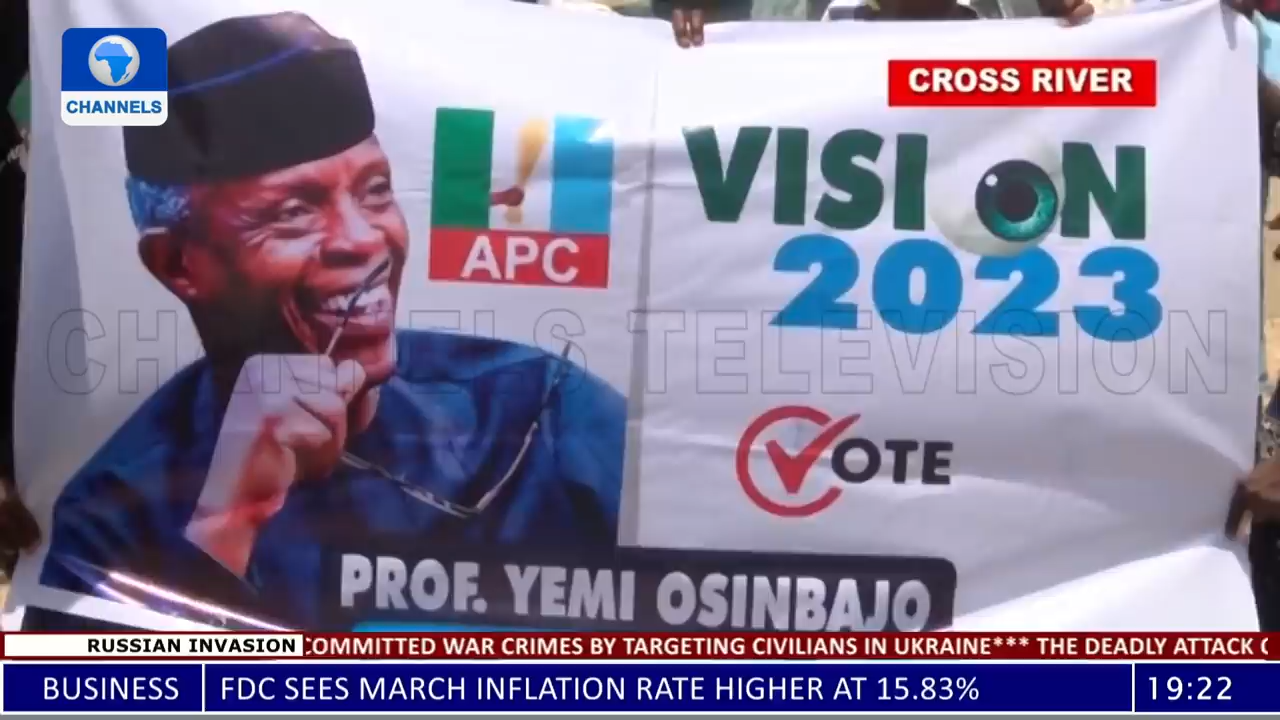 CHANNELS
CROSS RIVER
APC
VISION
2023
CHANNELS TELEVISION
VOTE
PROF. YEMI OSINBAJO
RUSSIAN INVASION
COMMITTED WAR CRIMES BY TARGETING CIVILIANS IN UKRAINE*** THE DEADLY ATTACK
BUSINESS
FDC SEES MARCH INFLATION RATE HIGHER AT 15.83%
19:22